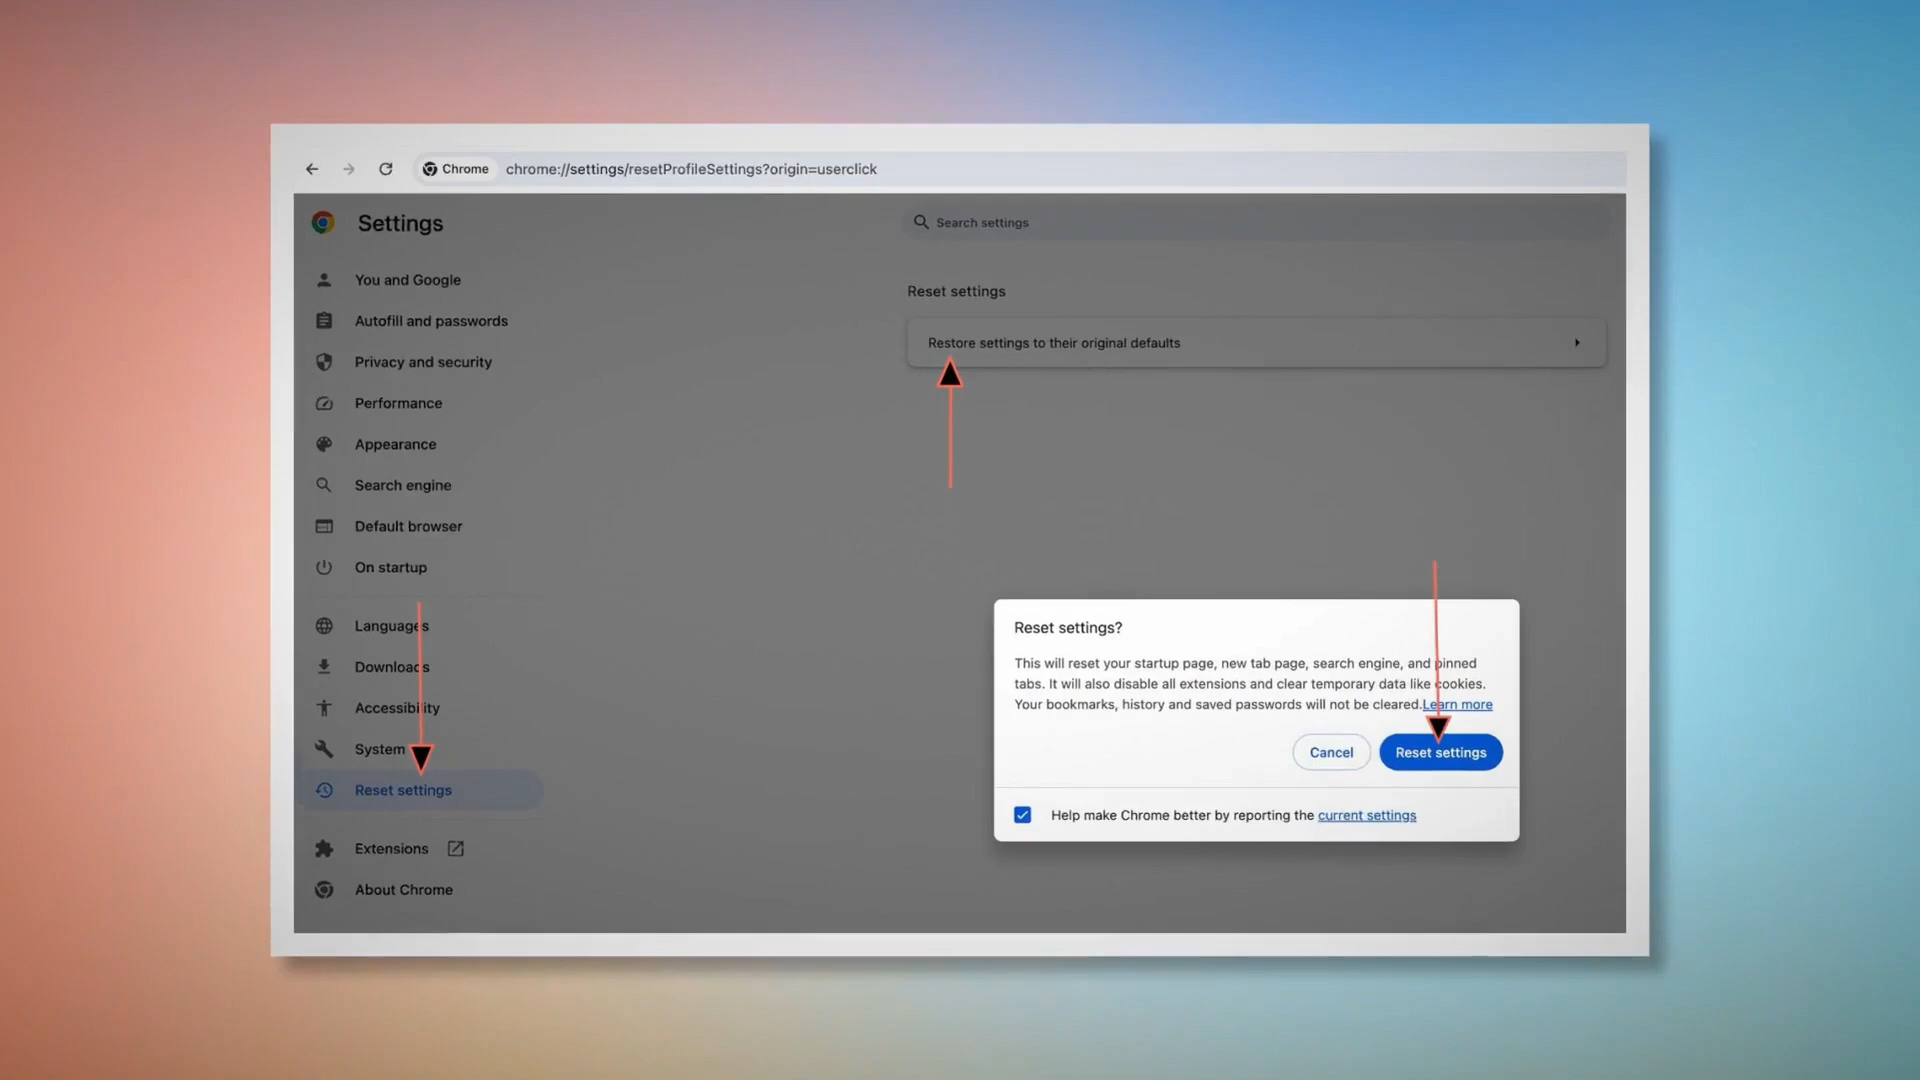 Chrome
chrome://settings/resetProfileSettings?origin=userclick
Settings
Search settings
You and Google
Autofill and passwords
Privacy and security
Performance
Appearance
Search engine
Default browser
On startup
Languages
Downloads
Accessibility
System
Reset settings
Extensions
About Chrome
Reset settings
Restore settings to their original defaults
Reset settings?
This will reset your startup page, new tab page, search engine, and pinned
tabs. It will also disable all extensions and clear temporary data like cookies.
Your bookmarks, history and saved passwords will not be cleared.Learn more
Cancel
Reset settings
Help make Chrome better by reporting the current settings